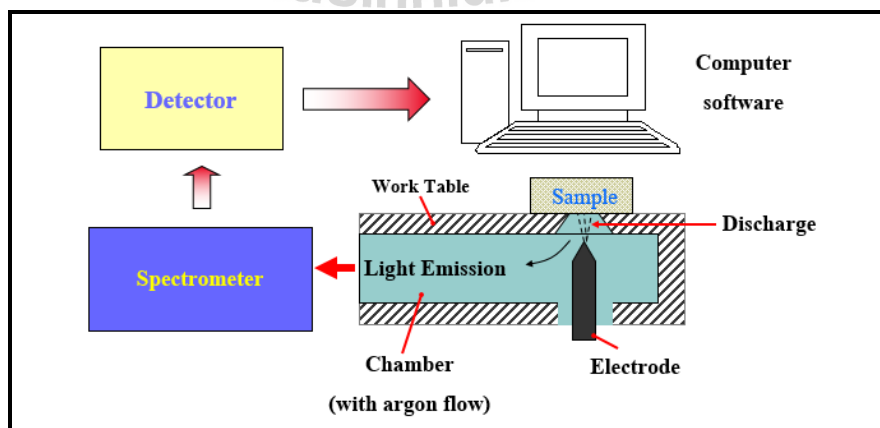 Detector
Computer
software
Work Table
Sample
Discharge
Spectrometer
Light Emission
Chamber
(with argon flow)
Electrode